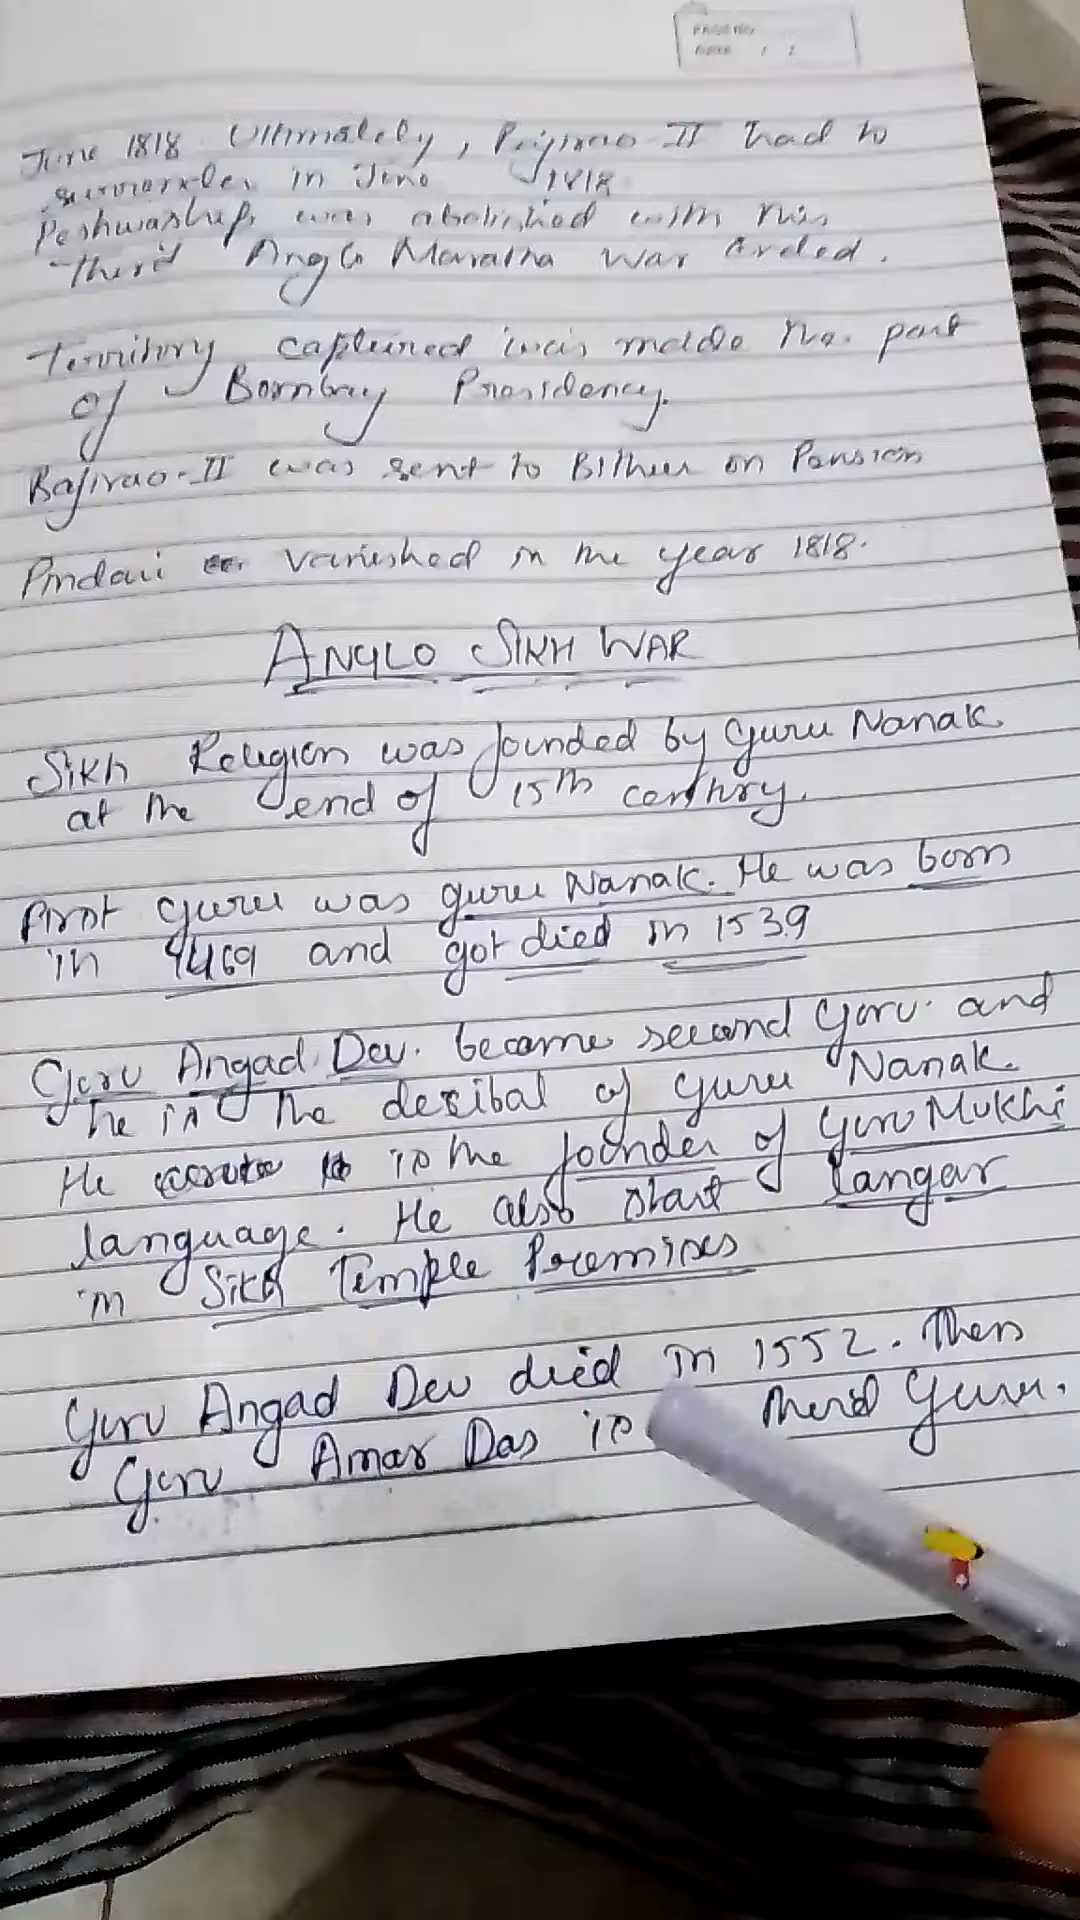 PAGE NO.
DATE / /
June 1818 Ultimately, Bajirao-II had to
surrender in June 1818
Peshwaship was abolished with this
third Anglo Maratha War Ended.
Territory captured was made the part
of Bombay Presidency.
Bajirao-II was sent to Bithur on Pension
Pindari vanished in the year 1818.
ANGLO SIKH WAR
Sikh Religion was founded by Guru Nanak
at the end of 15th century.
First guru was guru Nanak. He was born
in 1469 and got died in 1539
Guru Angad Dev. became second Guru. and
he is the desibal of guru Nanak.
He is the founder of Guru Mukhi
language. He also start langar
in Sikh Temple Premises
Guru Angad Dev died in 1552. Then
Guru Amar Das is third Guru.